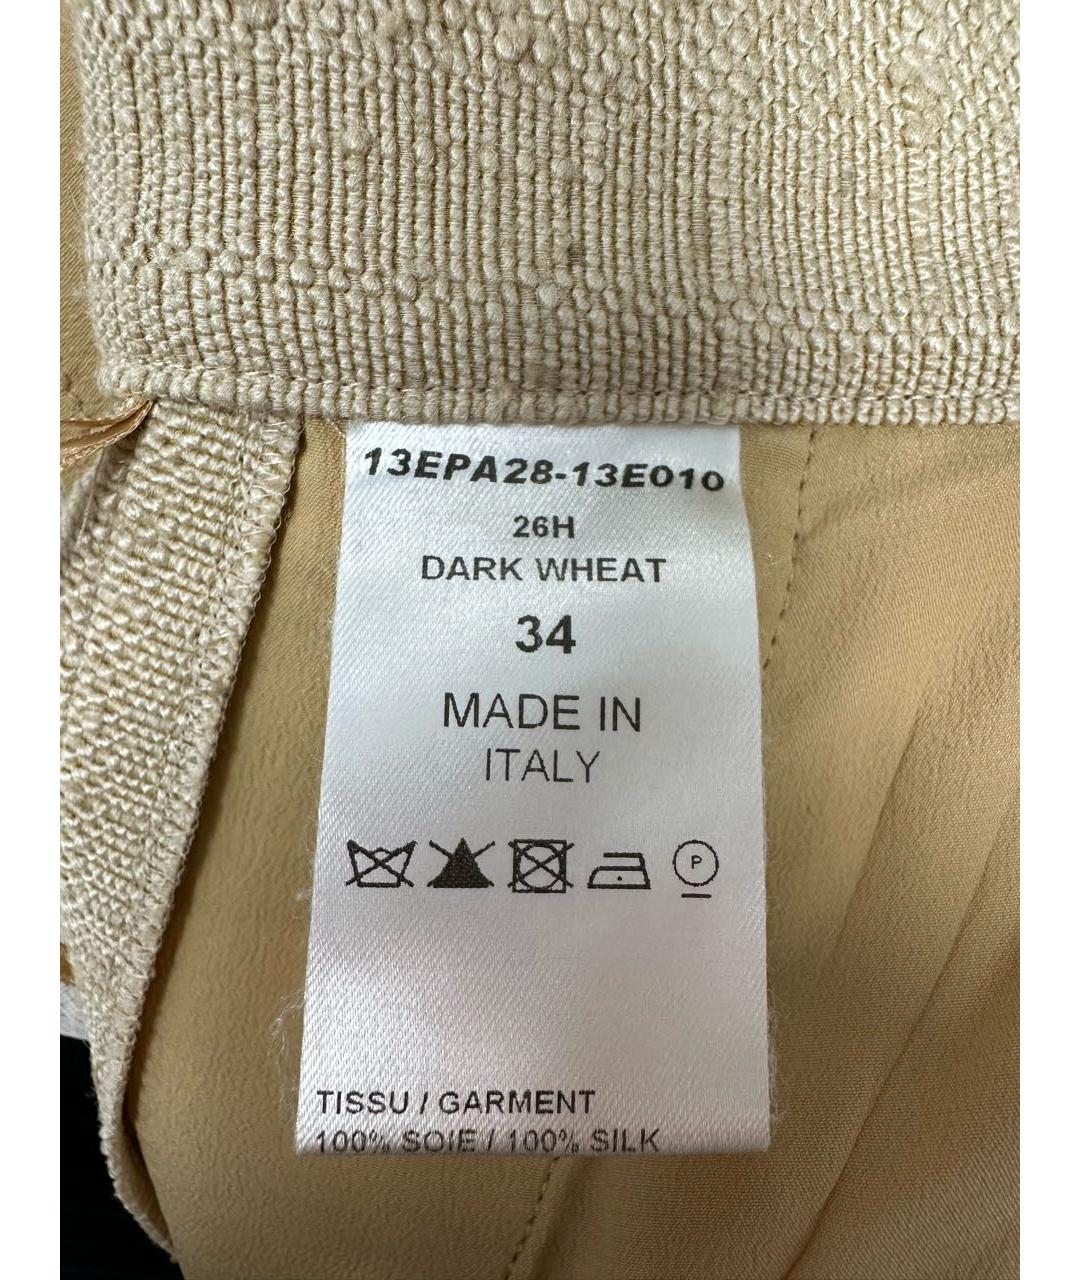 13EPA28-13E010
26H
DARK WHEAT
34
MADE IN
ITALY
P
TISSU / GARMENT
100% SOIE / 100% SILK